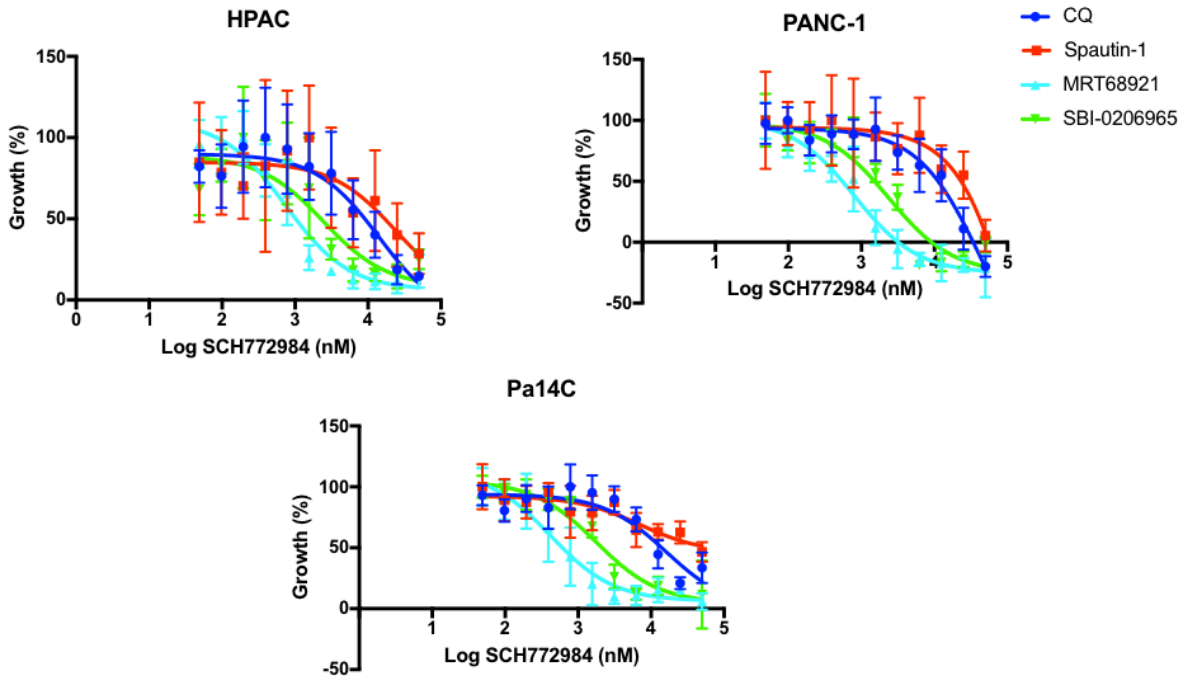 HPAC
150
100
50
0
0 1 2 3 4 5
Growth (%)
Log SCH772984 (nM)
PANC-1
150
100
50
0
-50
1 2 3 4 5
Growth (%)
Log SCH772984 (nM)
CQ
Spautin-1
MRT68921
SBI-0206965
Pa14C
150
100
50
0
-50
1 2 3 4 5
Growth (%)
Log SCH772984 (nM)